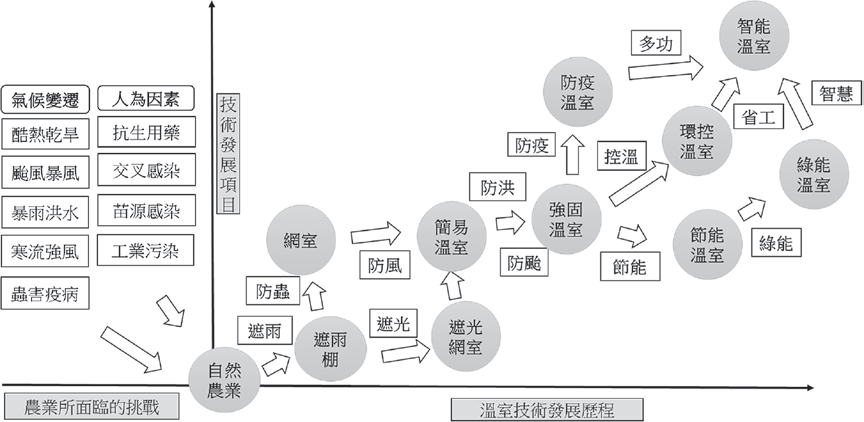 氣候變遷
酷熱乾旱
颱風暴風
暴雨洪水
寒流強風
蟲害疫病
人為因素
抗生用藥
交叉感染
苗源感染
工業污染
技術發展項目
農業所面臨的挑戰
溫室技術發展歷程
自然
農業
遮雨
遮雨
棚
防蟲
網室
遮光
遮光
網室
防風
簡易
溫室
防洪
防颱
強固
溫室
防疫
防疫
溫室
控溫
環控
溫室
節能
節能
溫室
綠能
綠能
溫室
多功
省工
智慧
智能
溫室